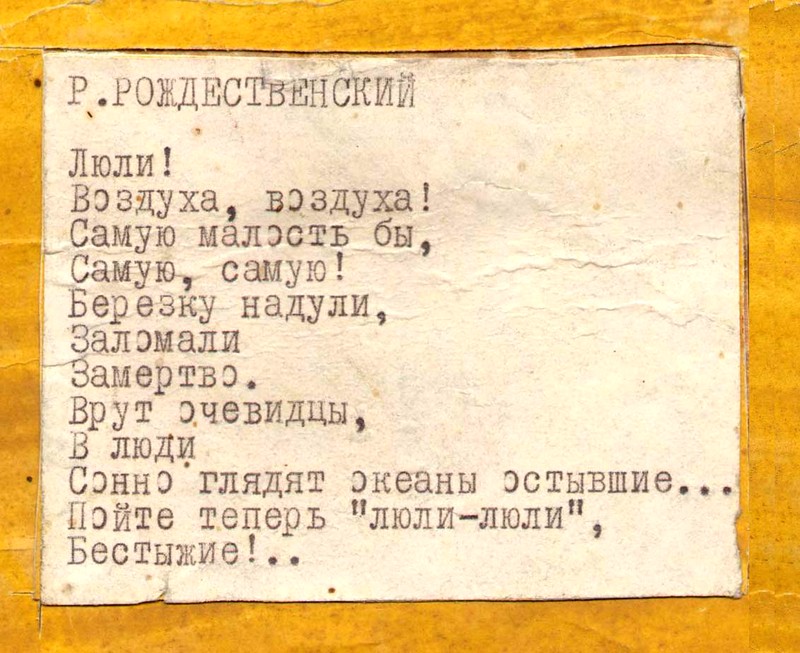 Р.РОЖДЕСТВЕНСКИЙ
Люли!
Воздуха, воздуха!
Самую малость бы,
Самую, самую!
Березку надули,
Заломали
Замертво.
Врут очевидцы,
В люди
Сонно глядят океаны остывшие...
Пойте теперь "люли-люли",
Бестыжие!..